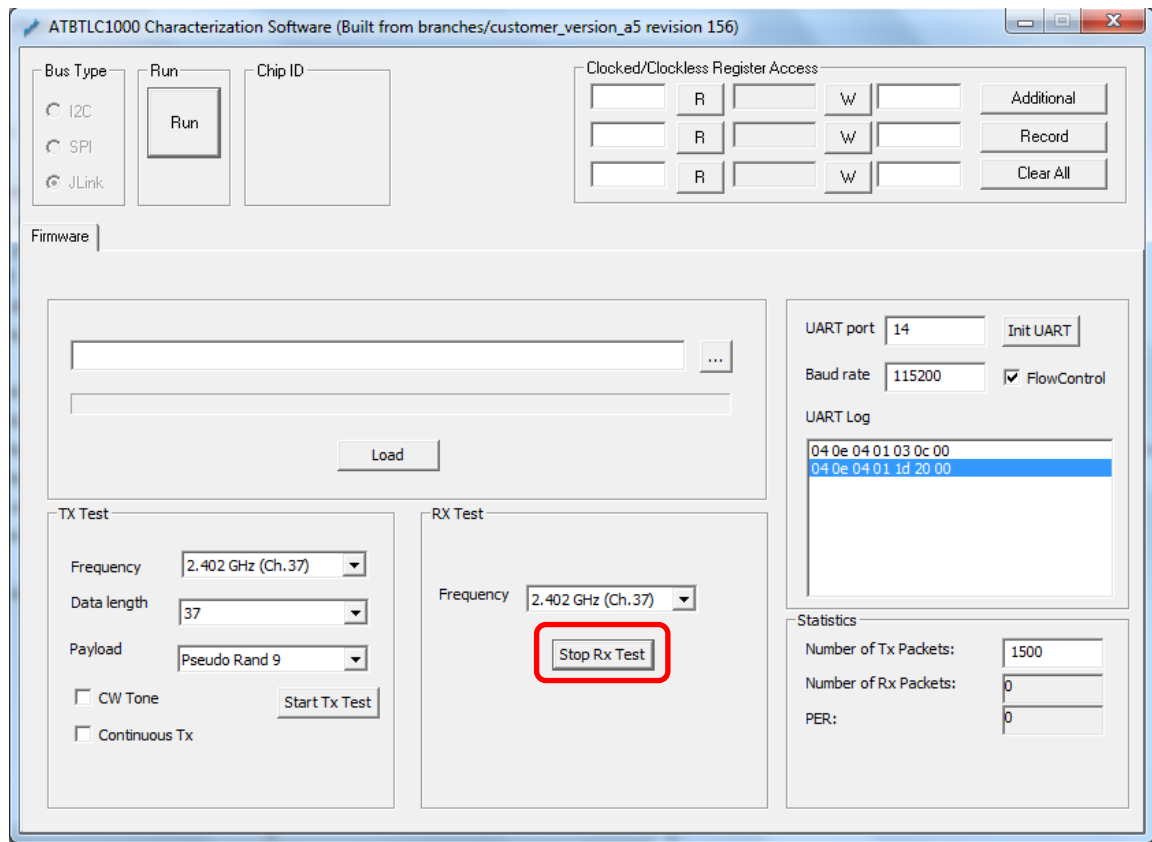 ATBTLC1000 Characterization Software (Built from branches/customer_version_a5 revision 156)
Bus Type
I2C
SPI
JLink
Run
Run
Chip ID
Clocked/Clockless Register Access
R W Additional
R W Record
R W Clear All
Firmware
...
Load
UART port 14 Init UART
Baud rate 115200 FlowControl
UART Log
04 0e 04 01 03 0c 00
04 0e 04 01 1d 20 00
TX Test
Frequency 2.402 GHz (Ch.37)
Data length 37
Payload Pseudo Rand 9
CW Tone
Start Tx Test
Continuous Tx
RX Test
Frequency 2.402 GHz (Ch.37)
Stop Rx Test
Statistics
Number of Tx Packets: 1500
Number of Rx Packets: 0
PER: 0